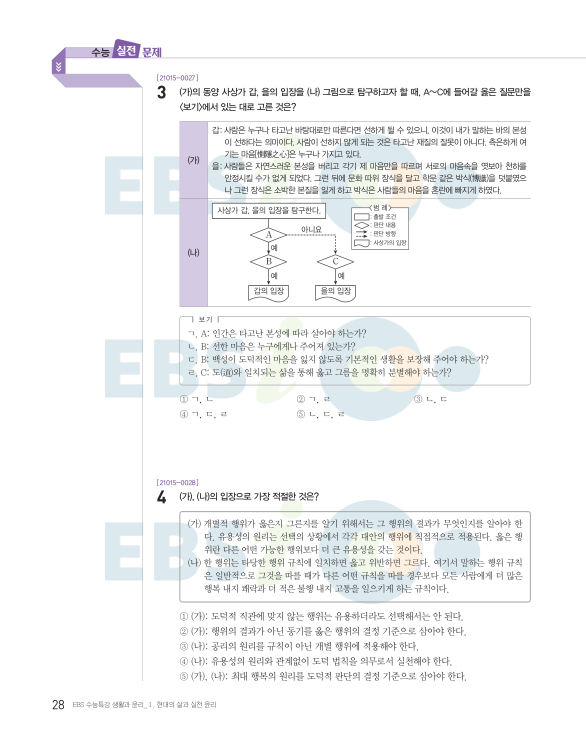 수능 실전 문제
[21015-0027]
3 (가)의 동양 사상가 갑, 을의 입장을 (나) 그림으로 탐구하고자 할 때, A~C에 들어갈 옳은 질문만을
<보기>에서 있는 대로 고른 것은?
(가)
갑: 사람은 누구나 타고난 바탕대로만 따른다면 선하게 될 수 있으니, 이것이 내가 말하는 바의 본성
이 선하다는 의미이다. 사람이 선하지 않게 되는 것은 타고난 재질의 잘못이 아니다. 측은하게 여
기는 마음[惻隱之心]은 누구나 가지고 있다.
을: 사람들은 자연스러운 본성을 버리고 각기 제 마음만을 따르며 서로의 마음속을 엿보아 천하를
안정시킬 수가 없게 되었다. 그런 뒤에 문화 따위 장식을 달고 학문 같은 박식(博識)을 덧붙였으
나 그런 장식은 소박한 본질을 잃게 하고 박식은 사람들의 마음을 혼란에 빠지게 하였다.
(나)
사상가 갑, 을의 입장을 탐구한다.
<범 례>
: 출발 조건
: 판단 내용
: 판단 방향
: 사상가의 입장
A
아니요
예
B
C
예
예
갑의 입장
을의 입장
보기
ㄱ. A: 인간은 타고난 본성에 따라 살아야 하는가?
ㄴ. B: 선한 마음은 누구에게나 주어져 있는가?
ㄷ. B: 백성이 도덕적인 마음을 잃지 않도록 기본적인 생활을 보장해 주어야 하는가?
ㄹ. C: 도(道)와 일치되는 삶을 통해 옳고 그름을 명확히 분별해야 하는가?
① ㄱ, ㄴ ② ㄱ, ㄹ ③ ㄴ, ㄷ
④ ㄱ, ㄷ, ㄹ ⑤ ㄴ, ㄷ, ㄹ
[21015-0028]
4 (가), (나)의 입장으로 가장 적절한 것은?
(가) 개별적 행위가 옳은지 그른지를 알기 위해서는 그 행위의 결과가 무엇인지를 알아야 한
다. 유용성의 원리는 선택의 상황에서 각각 대안의 행위에 직접적으로 적용된다. 옳은 행
위란 다른 어떤 가능한 행위보다 더 큰 유용성을 갖는 것이다.
(나) 한 행위는 타당한 행위 규칙에 일치하면 옳고 위반하면 그르다. 여기서 말하는 행위 규칙
은 일반적으로 그것을 따를 때가 다른 어떤 규칙을 따를 경우보다 모든 사람에게 더 많은
행복 내지 쾌락과 더 적은 불행 내지 고통을 일으키게 하는 규칙이다.
① (가): 도덕적 직관에 맞지 않는 행위는 유용하더라도 선택해서는 안 된다.
② (가): 행위의 결과가 아닌 동기를 옳은 행위의 결정 기준으로 삼아야 한다.
③ (나): 공리의 원리를 규칙이 아닌 개별 행위에 적용해야 한다.
④ (나): 유용성의 원리와 관계없이 도덕 법칙을 의무로서 실천해야 한다.
⑤ (가), (나): 최대 행복의 원리를 도덕적 판단의 결정 기준으로 삼아야 한다.
28 EBS 수능특강 생활과 윤리_Ⅰ. 현대의 삶과 실천 윤리
EBSi
EBSi
EBSi